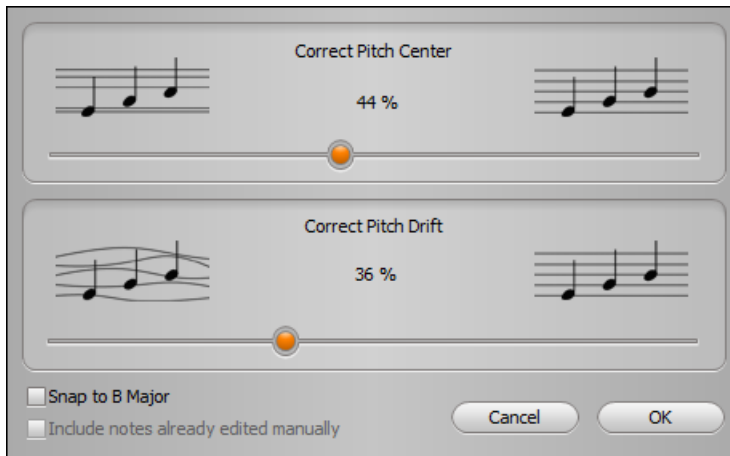 Correct Pitch Center
44 %
Correct Pitch Drift
36 %
Snap to B Major
Include notes already edited manually
Cancel
OK